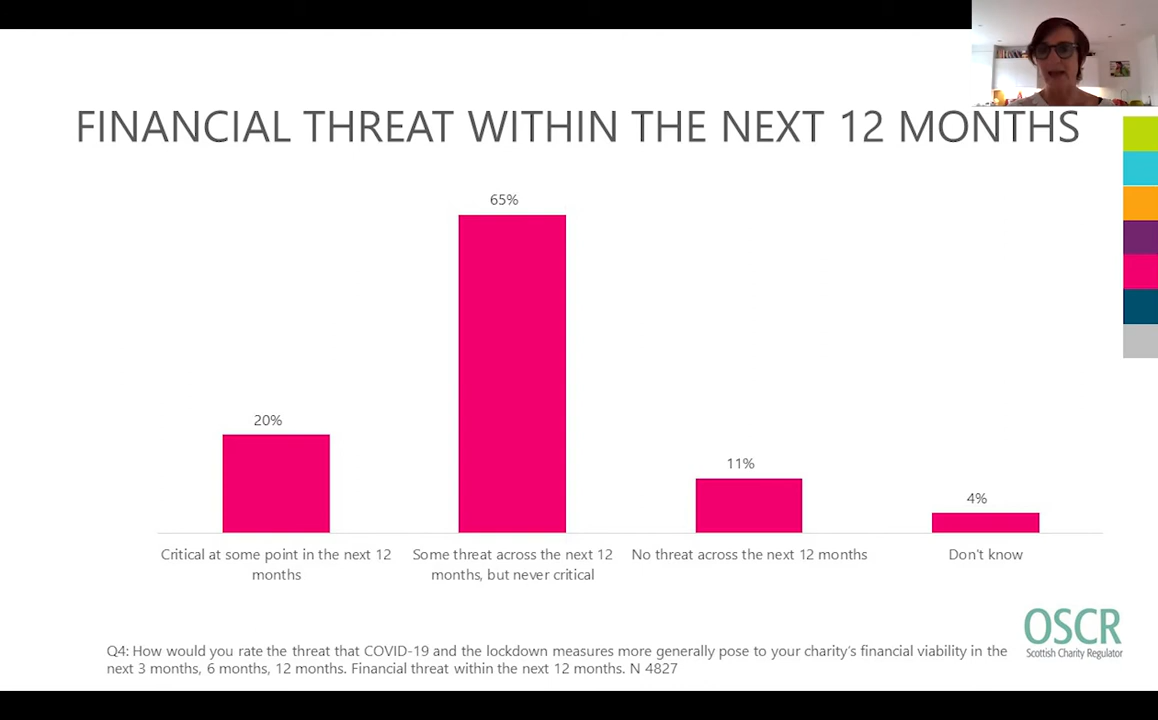 FINANCIAL THREAT WITHIN THE NEXT 12 MONTHS
65%
20%
11%
4%
Critical at some point in the next 12
months
Some threat across the next 12
months, but never critical
No threat across the next 12 months
Don't know
OSCR
Scottish Charity Regulator
Q4: How would you rate the threat that COVID-19 and the lockdown measures more generally pose to your charity's financial viability in the
next 3 months, 6 months, 12 months. Financial threat within the next 12 months. N 4827